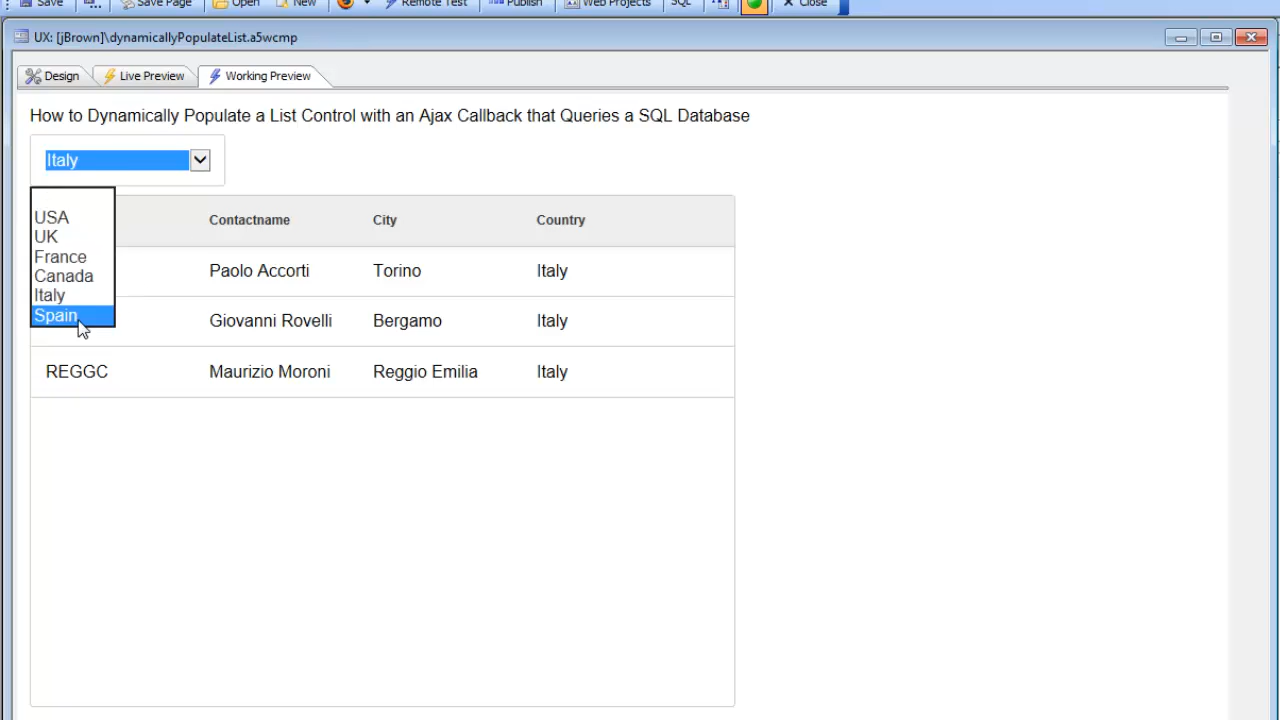 Save ... Save Page Open New Remote Test Publish Web Projects SQL Close
UX: [jBrown]\dynamicallyPopulateList.a5wcmp
Design Live Preview Working Preview
How to Dynamically Populate a List Control with an Ajax Callback that Queries a SQL Database
Italy
USA
UK
France
Canada
Italy
Spain
Contactname City Country
Paolo Accorti Torino Italy
Giovanni Rovelli Bergamo Italy
REGGC Maurizio Moroni Reggio Emilia Italy